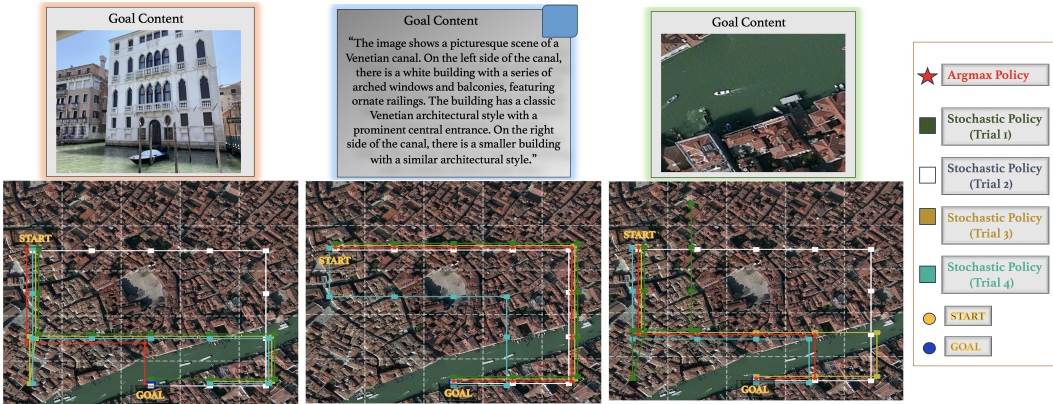 Goal Content
Goal Content
“The image shows a picturesque scene of a
Venetian canal. On the left side of the canal,
there is a white building with a series of
arched windows and balconies, featuring
ornate railings. The building has a classic
Venetian architectural style with a
prominent central entrance. On the right
side of the canal, there is a smaller building
with a similar architectural style.”
Goal Content
START
GOAL
START
GOAL
START
GOAL
Argmax Policy
Stochastic Policy
(Trial 1)
Stochastic Policy
(Trial 2)
Stochastic Policy
(Trial 3)
Stochastic Policy
(Trial 4)
START
GOAL